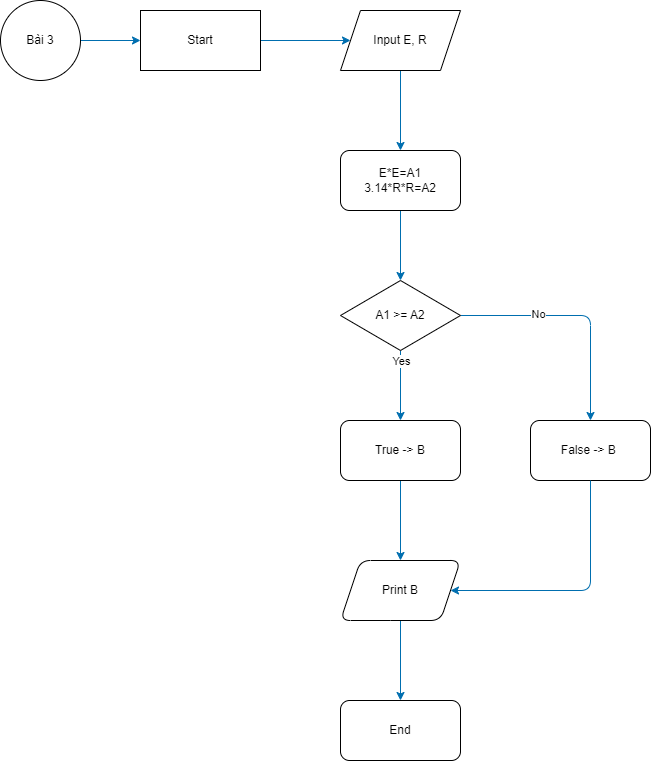 Bài 3
Start
Input E, R
E*E=A1
3.14*R*R=A2
A1 >= A2
No
Yes
True -> B
False -> B
Print B
End